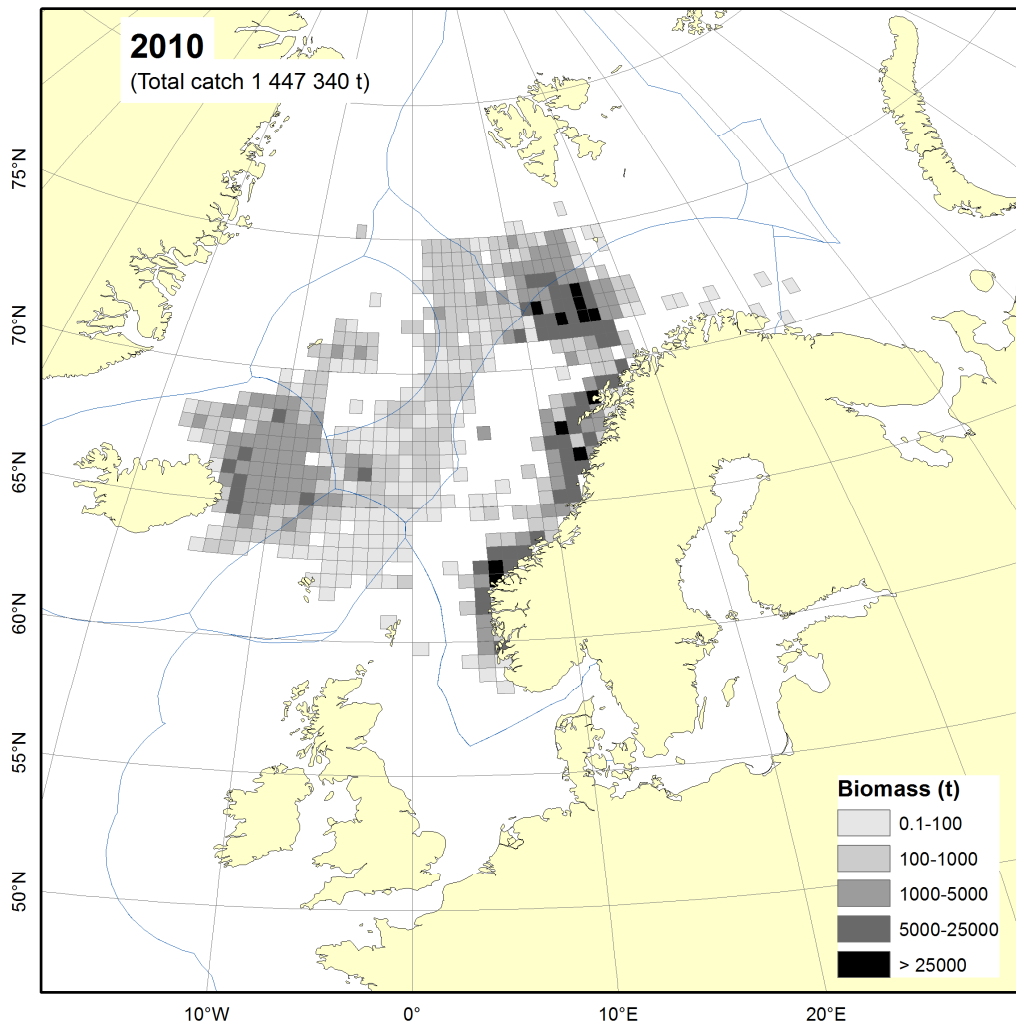 2010
(Total catch 1 447 340 t)
75°N
70°N
65°N
60°N
55°N
50°N
Biomass (t)
0.1-100
100-1000
1000-5000
5000-25000
> 25000
10°W
0°
10°E
20°E